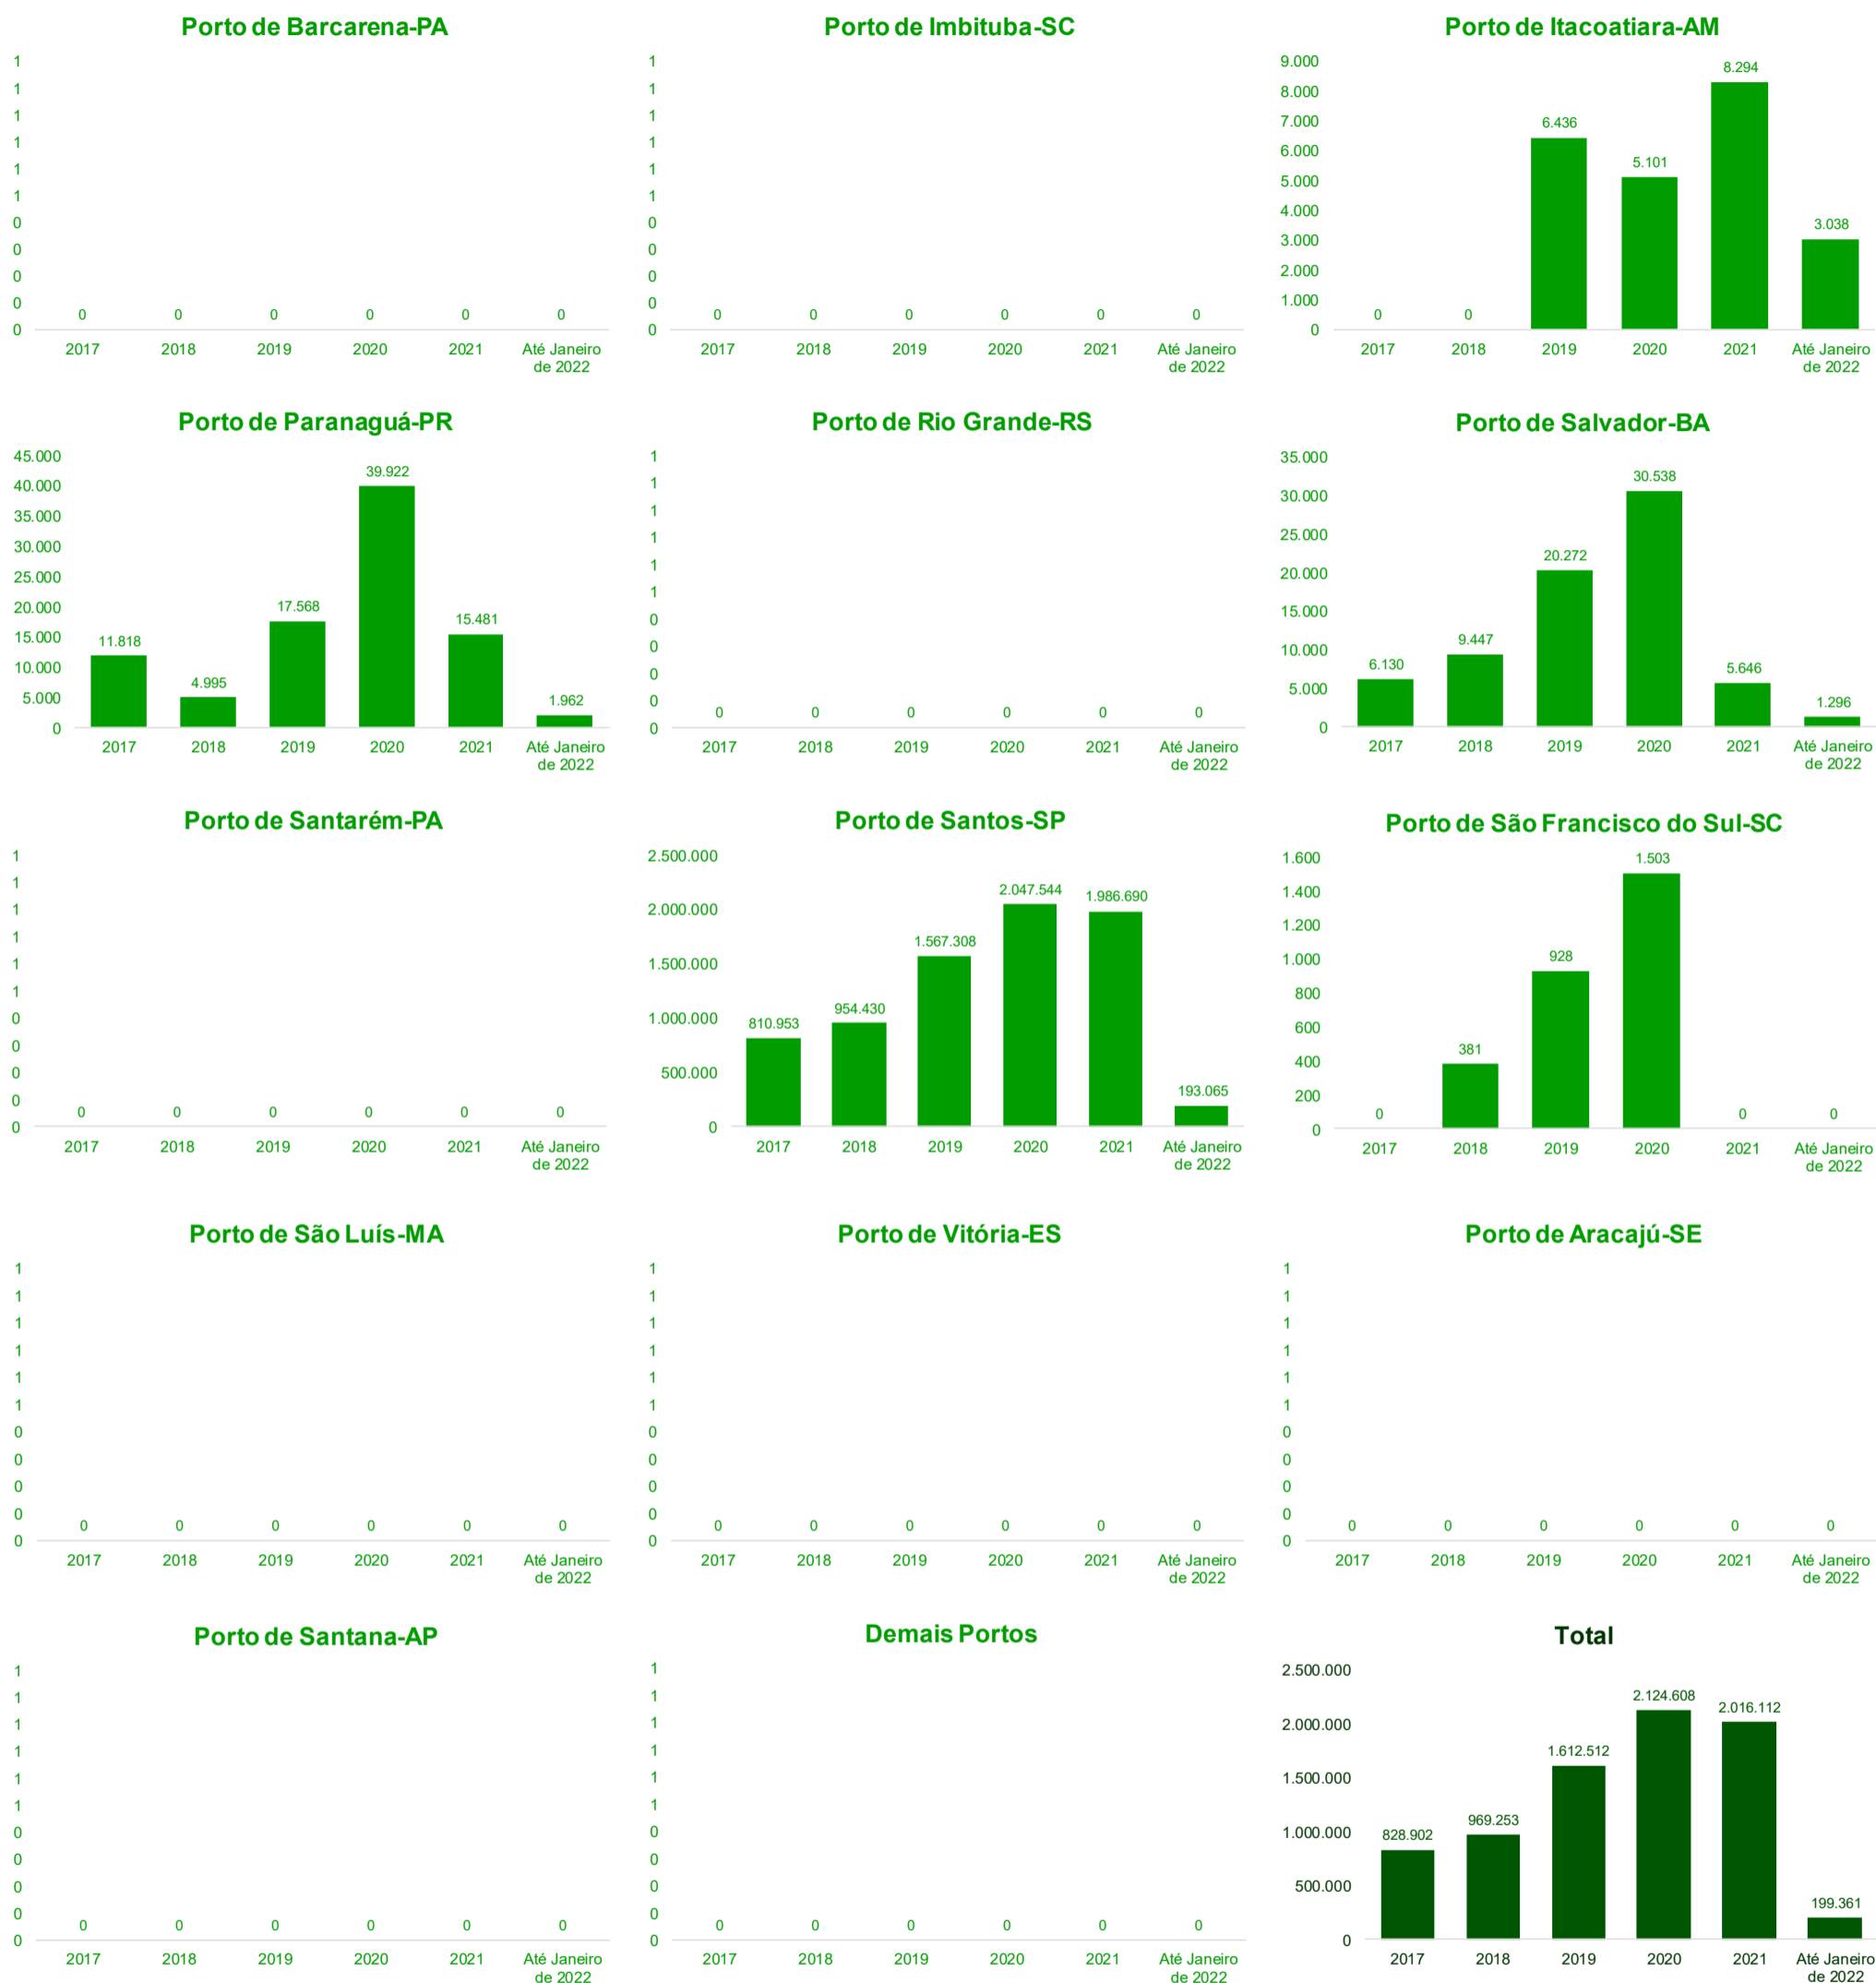 Porto de Barcarena-PA
1
1
1
1
1
1
0
0
0
0
0
0 0 0 0 0 0
2017 2018 2019 2020 2021 Até Janeiro
de 2022
Porto de Imbituba-SC
1
1
1
1
1
1
0
0
0
0
0
0 0 0 0 0 0
2017 2018 2019 2020 2021 Até Janeiro
de 2022
Porto de Itacoatiara-AM
9.000
8.000
7.000
6.000
5.000
4.000
3.000
2.000
1.000
0
0 0 6.436 5.101 8.294 3.038
2017 2018 2019 2020 2021 Até Janeiro
de 2022
Porto de Paranaguá-PR
45.000
40.000
35.000
30.000
25.000
20.000
15.000
10.000
5.000
0
11.818 4.995 17.568 39.922 15.481 1.962
2017 2018 2019 2020 2021 Até Janeiro
de 2022
Porto de Rio Grande-RS
1
1
1
1
1
1
0
0
0
0
0
0 0 0 0 0 0
2017 2018 2019 2020 2021 Até Janeiro
de 2022
Porto de Salvador-BA
35.000
30.000
25.000
20.000
15.000
10.000
5.000
0
6.130 9.447 20.272 30.538 5.646 1.296
2017 2018 2019 2020 2021 Até Janeiro
de 2022
Porto de Santarém-PA
1
1
1
1
1
1
0
0
0
0
0
0 0 0 0 0 0
2017 2018 2019 2020 2021 Até Janeiro
de 2022
Porto de Santos-SP
2.500.000
2.000.000
1.500.000
1.000.000
500.000
0
810.953 954.430 1.567.308 2.047.544 1.986.690 193.065
2017 2018 2019 2020 2021 Até Janeiro
de 2022
Porto de São Francisco do Sul-SC
1.600
1.400
1.200
1.000
800
600
400
200
0
0 381 928 1.503 0 0
2017 2018 2019 2020 2021 Até Janeiro
de 2022
Porto de São Luís-MA
1
1
1
1
1
1
0
0
0
0
0
0 0 0 0 0 0
2017 2018 2019 2020 2021 Até Janeiro
de 2022
Porto de Vitória-ES
1
1
1
1
1
1
0
0
0
0
0
0 0 0 0 0 0
2017 2018 2019 2020 2021 Até Janeiro
de 2022
Porto de Aracajú-SE
1
1
1
1
1
1
0
0
0
0
0
0 0 0 0 0 0
2017 2018 2019 2020 2021 Até Janeiro
de 2022
Porto de Santana-AP
1
1
1
1
1
1
0
0
0
0
0
0 0 0 0 0 0
2017 2018 2019 2020 2021 Até Janeiro
de 2022
Demais Portos
1
1
1
1
1
1
0
0
0
0
0
0 0 0 0 0 0
2017 2018 2019 2020 2021 Até Janeiro
de 2022
Total
2.500.000
2.000.000
1.500.000
1.000.000
500.000
0
828.902 969.253 1.612.512 2.124.608 2.016.112 199.361
2017 2018 2019 2020 2021 Até Janeiro
de 2022